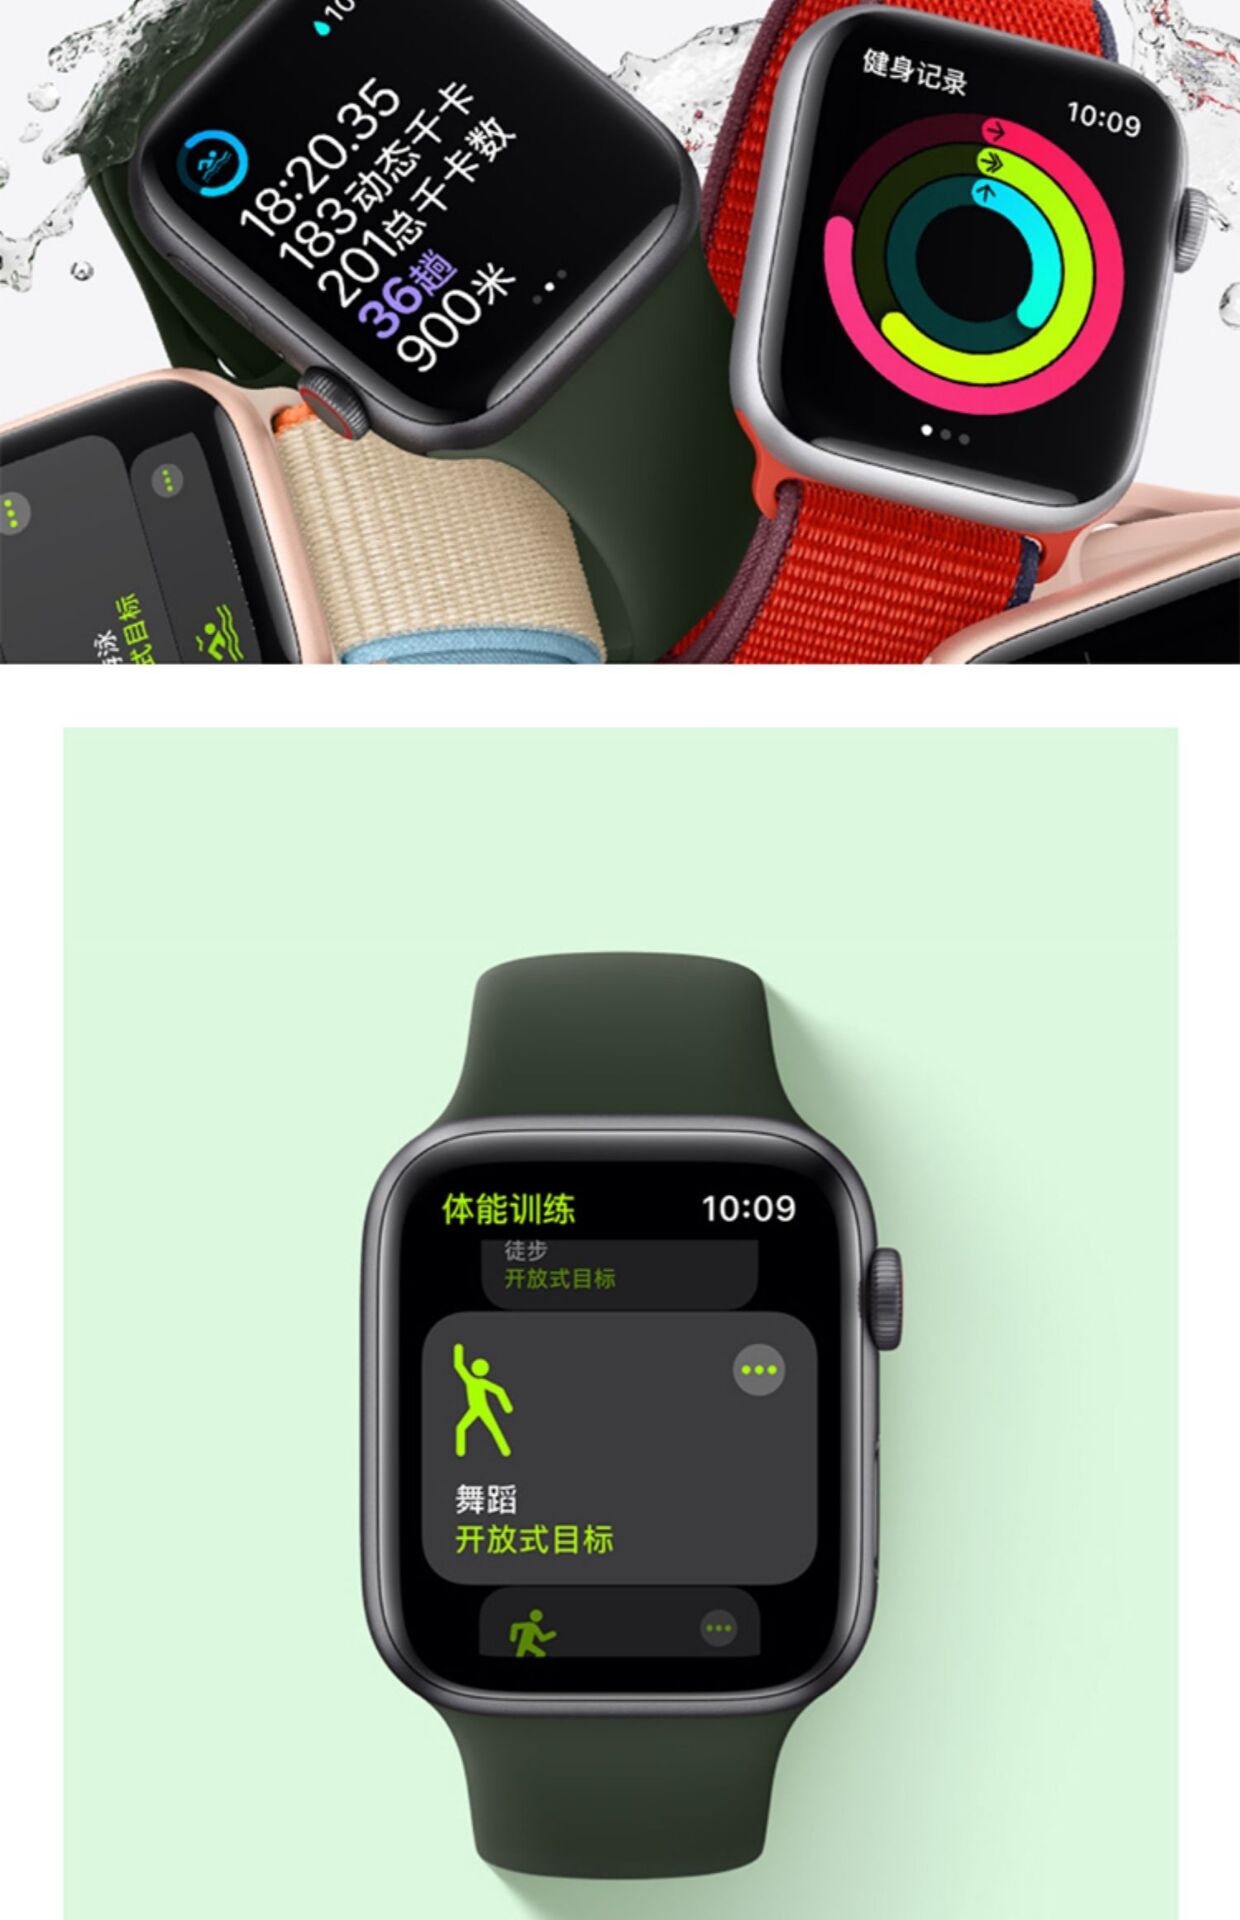 10
18:20.35
183动态千卡
201总千卡数
36趟
900米
健身记录
10:09
泳
式目标
体能训练
10:09
徒步
开放式目标
舞蹈
开放式目标